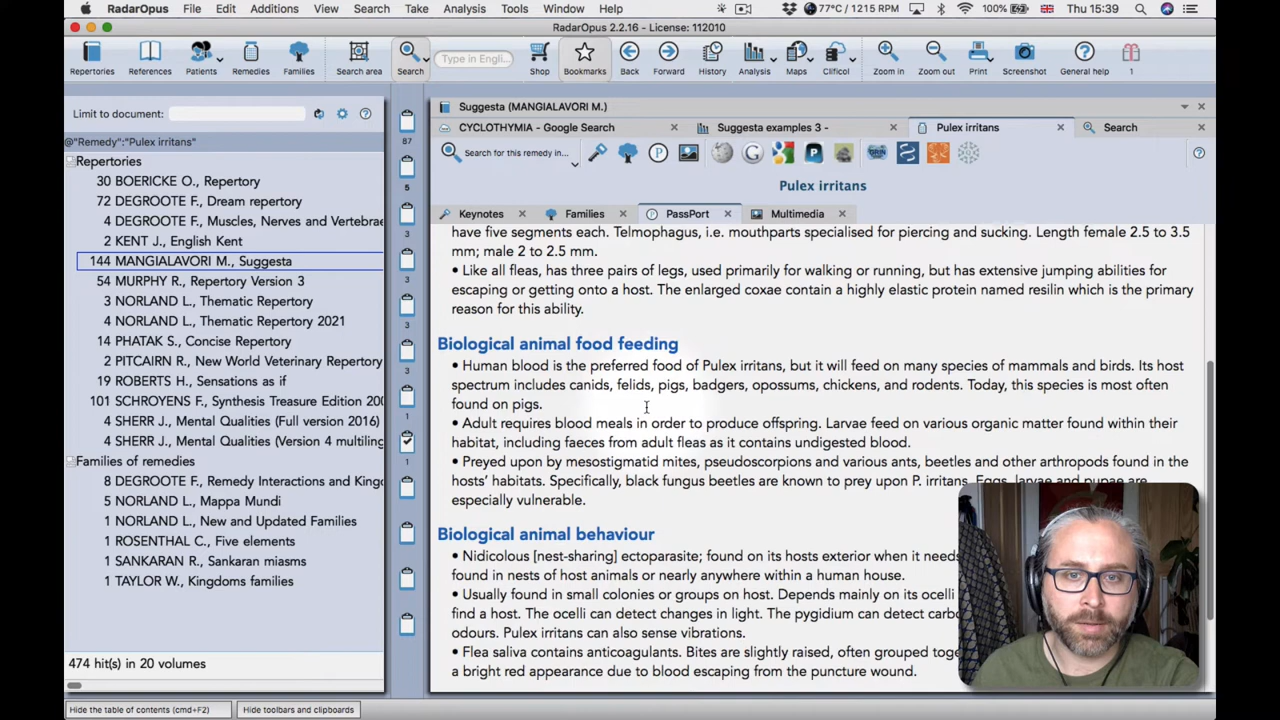 RadarOpus File Edit Additions View Search Take Analysis Tools Window Help 77°C / 1215 RPM 100% Thu 15:39
RadarOpus 2.2.16 - License: 112010
Repertories References Patients Remedies Families Search area Search Type in Engli... Shop Bookmarks Back Forward History Analysis Maps Clificol Zoom in Zoom out Print Screenshot General help 1
Limit to document:
@"Remedy":"Pulex irritans"
Repertories
30 BOERICKE O., Repertory
72 DEGROOTE F., Dream repertory
4 DEGROOTE F., Muscles, Nerves and Vertebrae
2 KENT J., English Kent
144 MANGIALAVORI M., Suggesta
54 MURPHY R., Repertory Version 3
3 NORLAND L., Thematic Repertory
4 NORLAND L., Thematic Repertory 2021
14 PHATAK S., Concise Repertory
2 PITCAIRN R., New World Veterinary Repertory
19 ROBERTS H., Sensations as if
101 SCHROYENS F., Synthesis Treasure Edition 200
4 SHERR J., Mental Qualities (Full version 2016)
4 SHERR J., Mental Qualities (Version 4 multiling
Families of remedies
8 DEGROOTE F., Remedy Interactions and King
5 NORLAND L., Mappa Mundi
1 NORLAND L., New and Updated Families
1 ROSENTHAL C., Five elements
1 SANKARAN R., Sankaran miasms
1 TAYLOR W., Kingdoms families
474 hit(s) in 20 volumes
Hide the table of contents (cmd+F2) Hide toolbars and clipboards
87
5
3
3
3
3
1
1
Suggesta (MANGIALAVORI M.)
CYCLOTHYMIA - Google Search Suggesta examples 3 - Pulex irritans Search
Search for this remedy in...
Pulex irritans
Keynotes Families PassPort Multimedia
have five segments each. Telmophagus, i.e. mouthparts specialised for piercing and sucking. Length female 2.5 to 3.5
mm; male 2 to 2.5 mm.
• Like all fleas, has three pairs of legs, used primarily for walking or running, but has extensive jumping abilities for
escaping or getting onto a host. The enlarged coxae contain a highly elastic protein named resilin which is the primary
reason for this ability.
Biological animal food feeding
• Human blood is the preferred food of Pulex irritans, but it will feed on many species of mammals and birds. Its host
spectrum includes canids, felids, pigs, badgers, opossums, chickens, and rodents. Today, this species is most often
found on pigs.
• Adult requires blood meals in order to produce offspring. Larvae feed on various organic matter found within their
habitat, including faeces from adult fleas as it contains undigested blood.
• Preyed upon by mesostigmatid mites, pseudoscorpions and various ants, beetles and other arthropods found in the
hosts' habitats. Specifically, black fungus beetles are known to prey upon P. irritans. Eggs, larvae and pupae are
especially vulnerable.
Biological animal behaviour
• Nidicolous [nest-sharing] ectoparasite; found on its hosts exterior when it needs
found in nests of host animals or nearly anywhere within a human house.
• Usually found in small colonies or groups on host. Depends mainly on its ocelli
find a host. The ocelli can detect changes in light. The pygidium can detect carbo
odours. Pulex irritans can also sense vibrations.
• Flea saliva contains anticoagulants. Bites are slightly raised, often grouped toge
a bright red appearance due to blood escaping from the puncture wound.